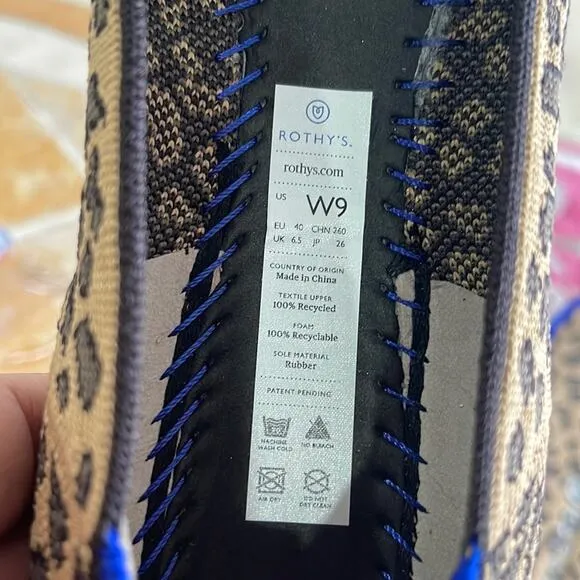 ROTHY'S.
rothys.com
US W9
EU 40 CHN 260
UK 6.5 JP 26
COUNTRY OF ORIGIN
Made in China
TEXTILE UPPER
100% Recycled
FOAM
100% Recyclable
SOLE MATERIAL
Rubber
PATENT PENDING
MACHINE NO BLEACH
WASH COLD
AIR DRY DO NOT
DRY CLEAN